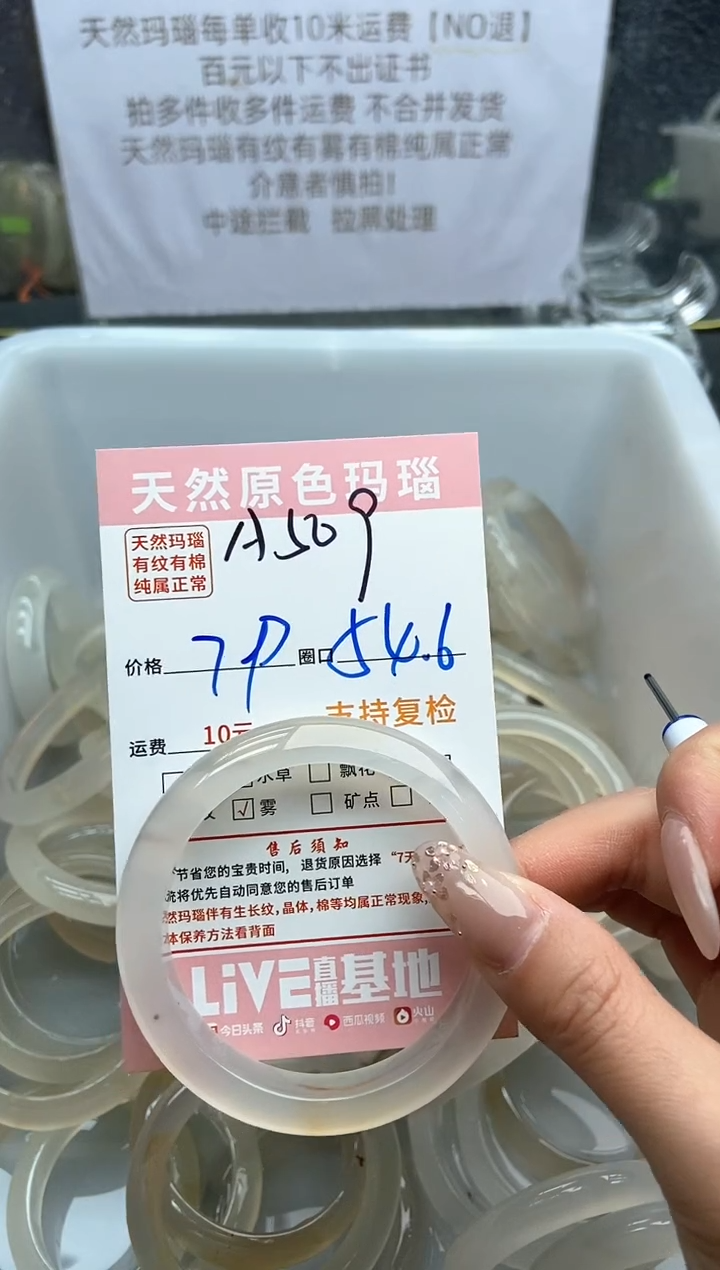 天然玛瑙每单收10米运费【NO退】
百元以下不出证书
拍多件收多件运费 不合并发货
天然玛瑙有纹有雾有棉纯属正常
介意者慎拍!
中途拦截 拉黑处理
天然原色玛瑙
天然玛瑙
有纹有棉
纯属正常
A509
价格 圈口 54.6
运费 10元 支持复检
水草 飘花
√ 雾 矿点
售后须知
节省您的宝贵时间,退货原因选择"7天
统将优先自动同意您的售后订单
然玛瑙伴有生长纹,晶体,棉等均属正常现象,
体保养方法看背面
LIVE直播基地
今日头条 抖音 西瓜视频 火山